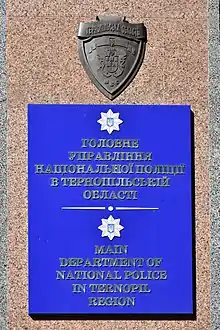 ГОЛОВНЕ
УПРАВЛІННЯ
НАЦІОНАЛЬНОЇ ПОЛІЦІЇ
В ТЕРНОПІЛЬСЬКІЙ
ОБЛАСТІ
MAIN
DEPARTMENT OF
NATIONAL POLICE
IN TERNOPIL
REGION